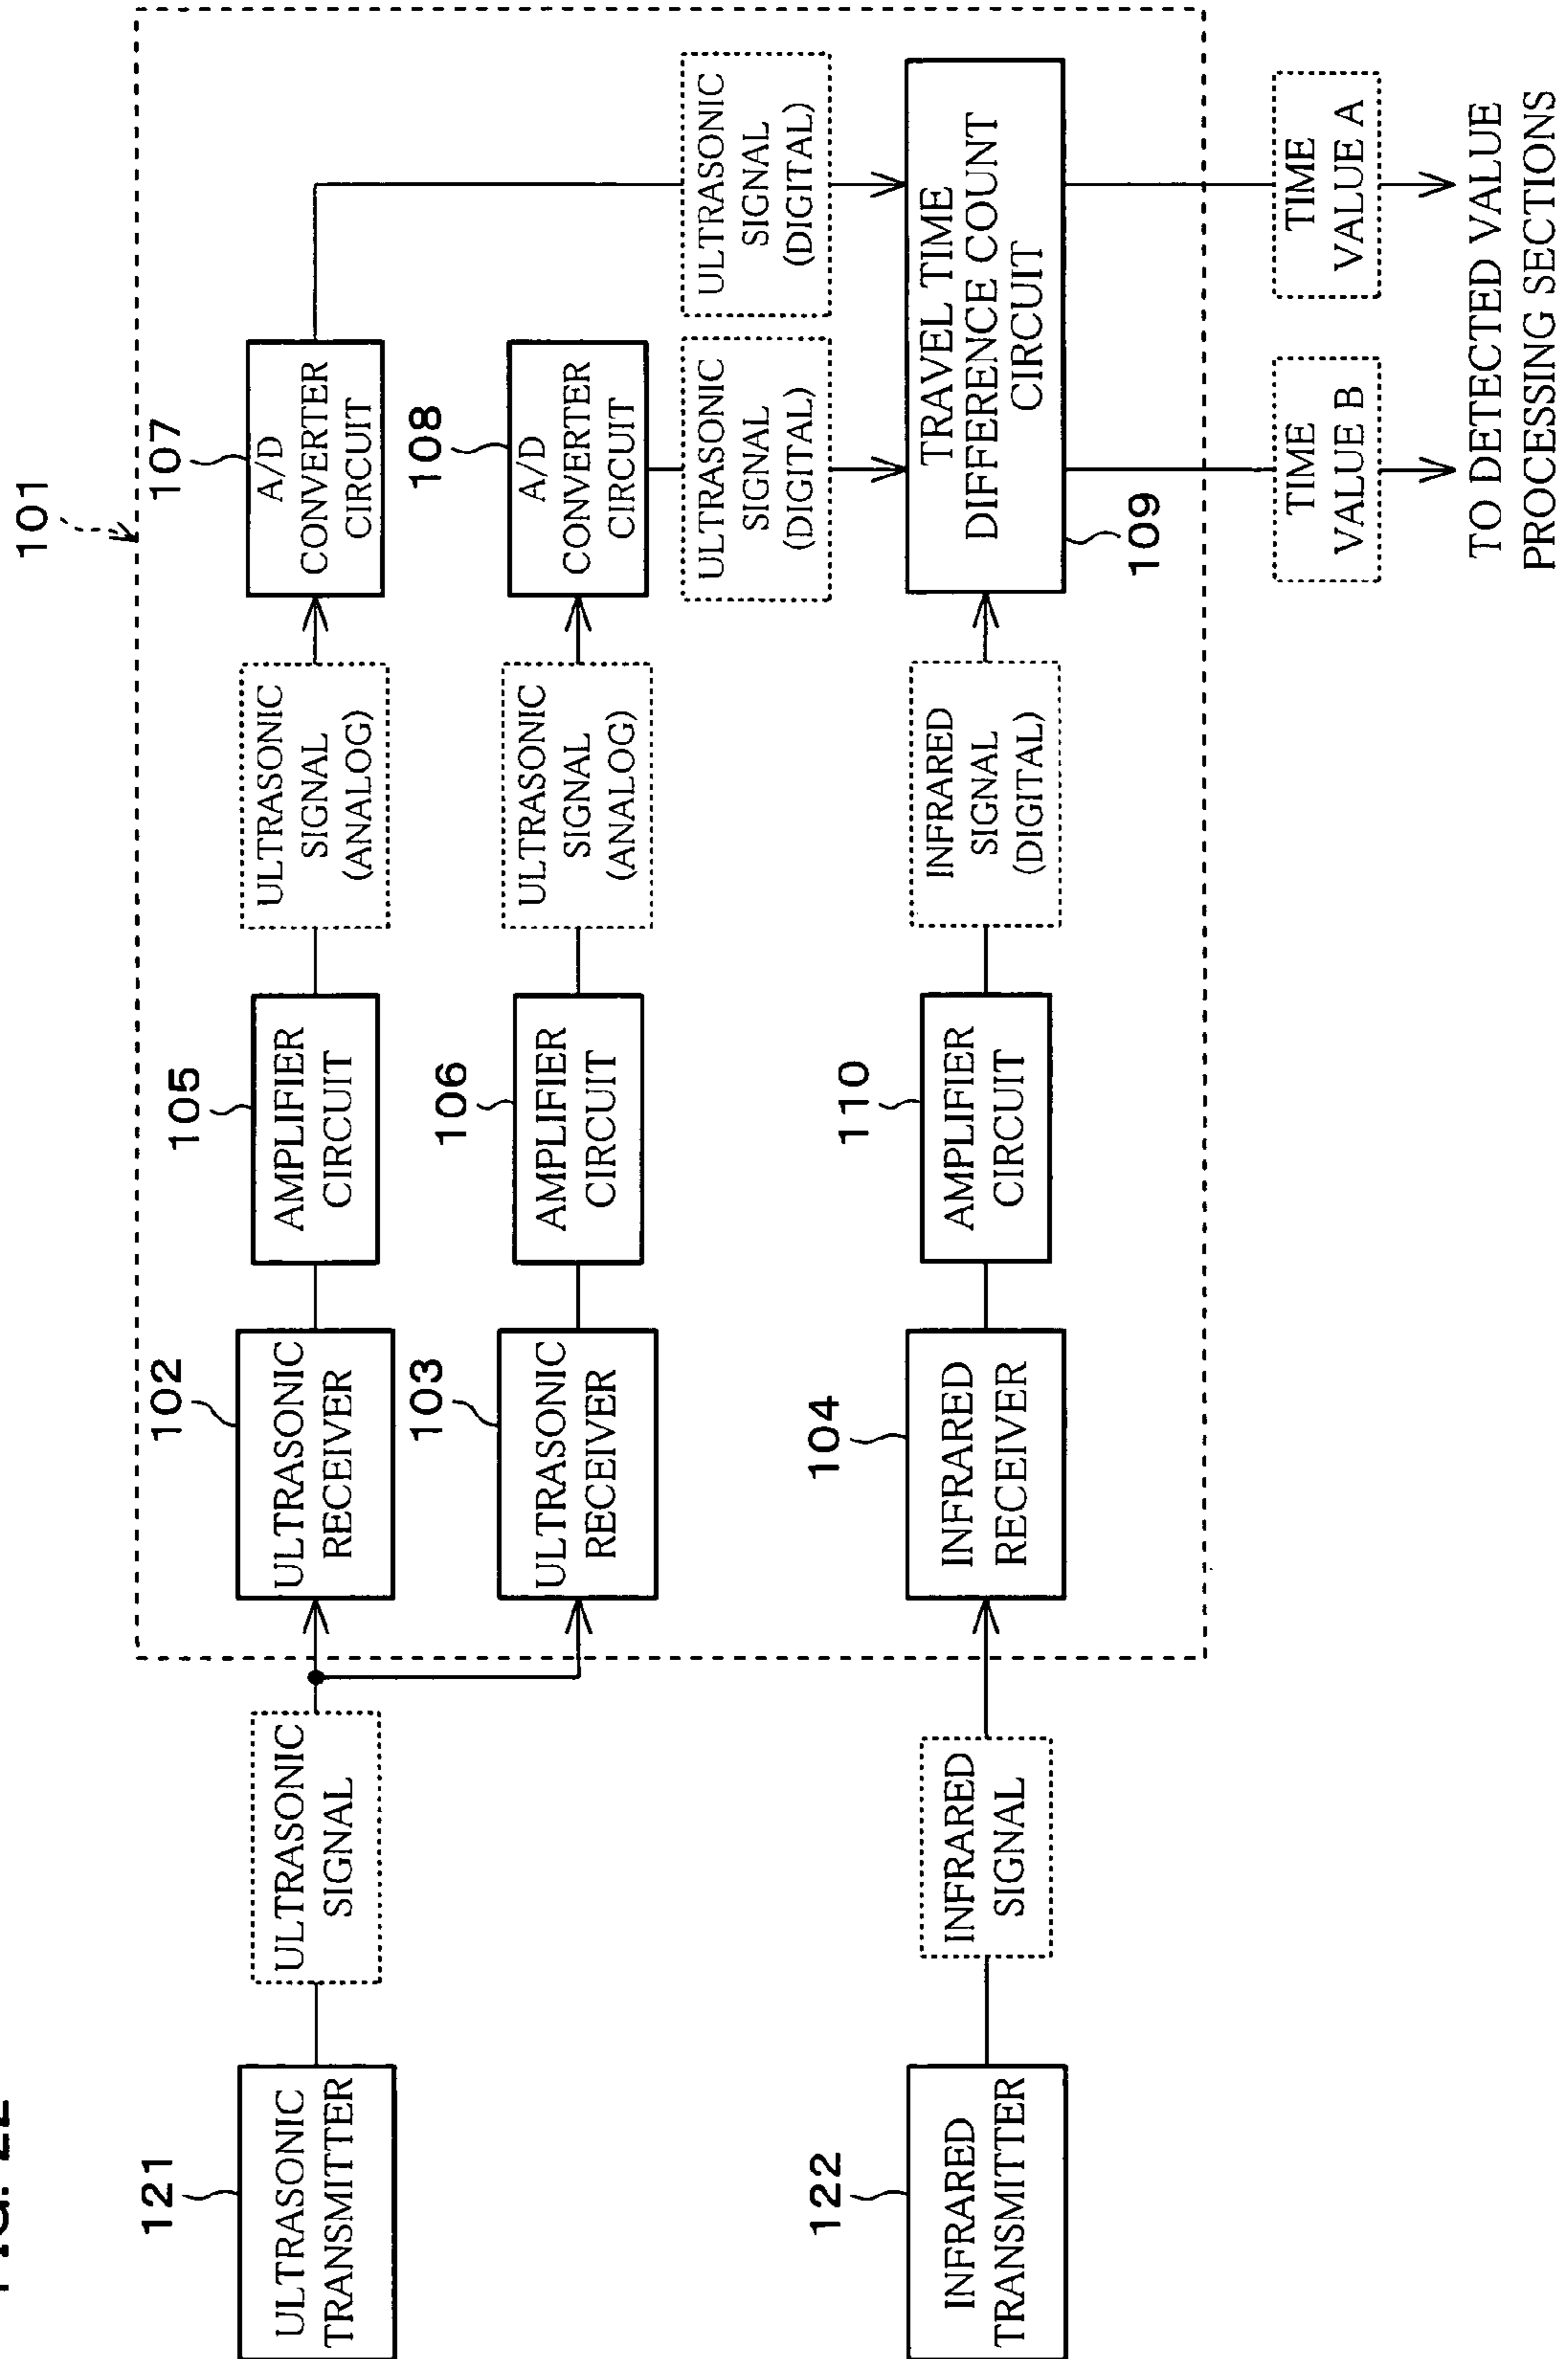 FIG. 22
101
121
ULTRASONIC
TRANSMITTER
ULTRASONIC
SIGNAL
102
ULTRASONIC
RECEIVER
105
AMPLIFIER
CIRCUIT
ULTRASONIC
SIGNAL
(ANALOG)
107
A/D
CONVERTER
CIRCUIT
103
ULTRASONIC
RECEIVER
106
AMPLIFIER
CIRCUIT
ULTRASONIC
SIGNAL
(ANALOG)
108
A/D
CONVERTER
CIRCUIT
ULTRASONIC
SIGNAL
(DIGITAL)
ULTRASONIC
SIGNAL
(DIGITAL)
122
INFRARED
TRANSMITTER
INFRARED
SIGNAL
104
INFRARED
RECEIVER
110
AMPLIFIER
CIRCUIT
INFRARED
SIGNAL
(DIGITAL)
TRAVEL TIME
DIFFERENCE COUNT
CIRCUIT
109
TIME
VALUE B
TIME
VALUE A
TO DETECTED VALUE
PROCESSING SECTIONS